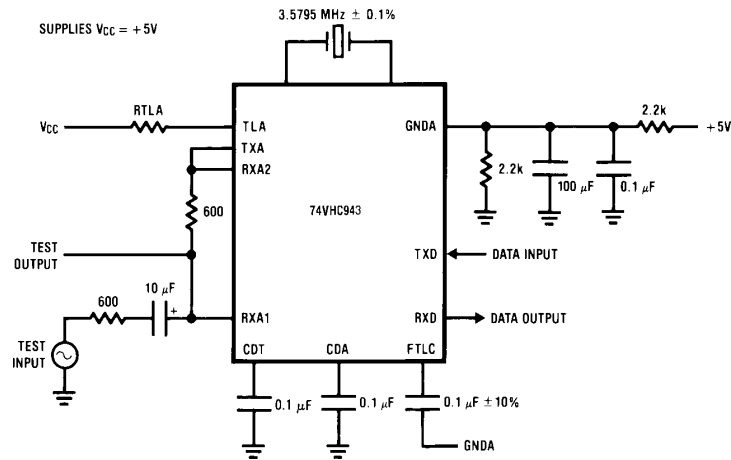 3.5795 MHz ± 0.1%
SUPPLIES VCC = +5V
VCC
RTLA
TLA
TXA
RXA2
600
74VHC943
GNDA
2.2k
+5V
2.2k
100 µF
0.1 µF
TXD
DATA INPUT
TEST
OUTPUT
10 µF
600
+
RXA1
RXD
DATA OUTPUT
TEST
INPUT
CDT
CDA
FTLC
0.1 µF
0.1 µF
0.1 µF ±10%
GNDA